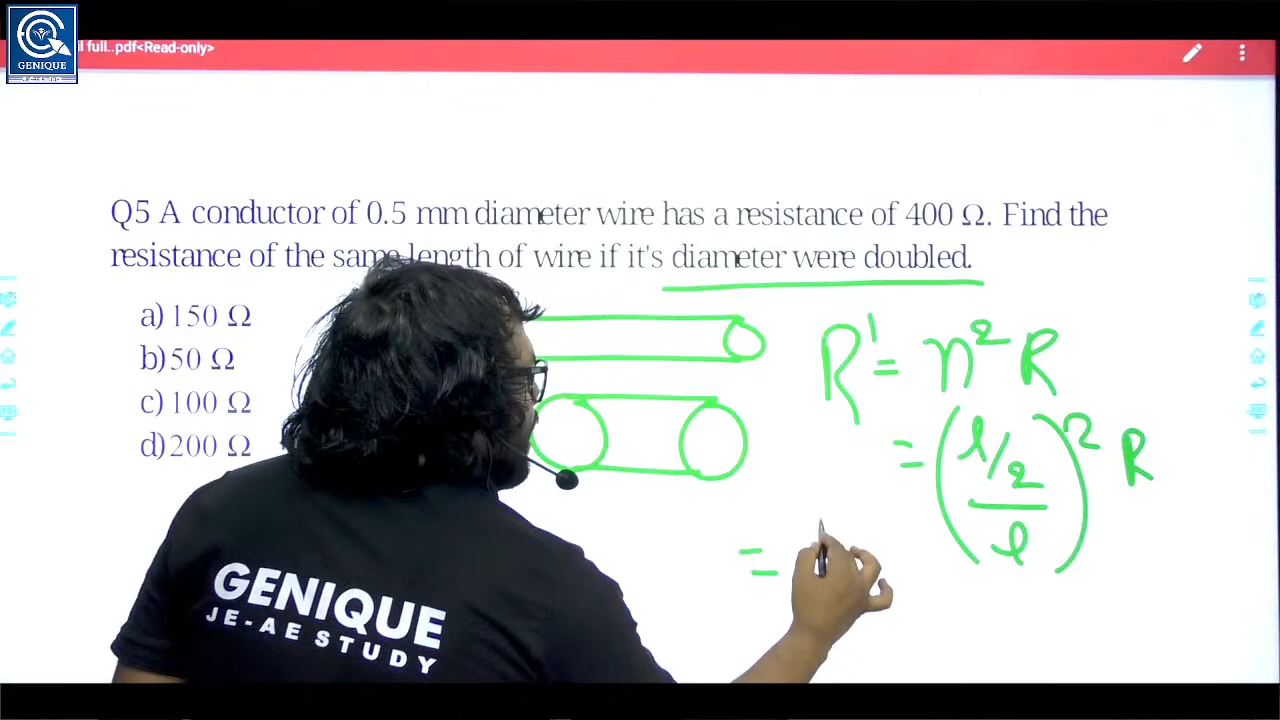 GENIQUE
il full..pdf<Read-only>
Q5 A conductor of 0.5 mm diameter wire has a resistance of 400 Ω. Find the
resistance of the same length of wire if it's diameter were doubled.
a) 150 Ω
b) 50 Ω
c) 100 Ω
d) 200 Ω
R' = n² R
= (l/2 / l)² R
=
GENIQUE
JE-AE STUDY